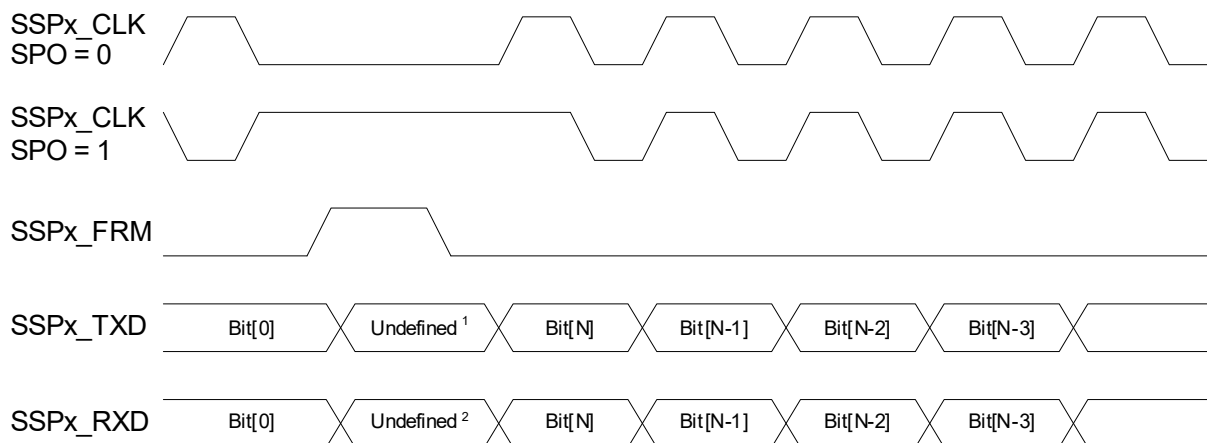 SSPx_CLK
SPO = 0
SSPx_CLK
SPO = 1
SSPx_FRM
SSPx_TXD Bit[0] Undefined 1 Bit[N] Bit[N-1] Bit[N-2] Bit[N-3]
SSPx_RXD Bit[0] Undefined 2 Bit[N] Bit[N-1] Bit[N-2] Bit[N-3]